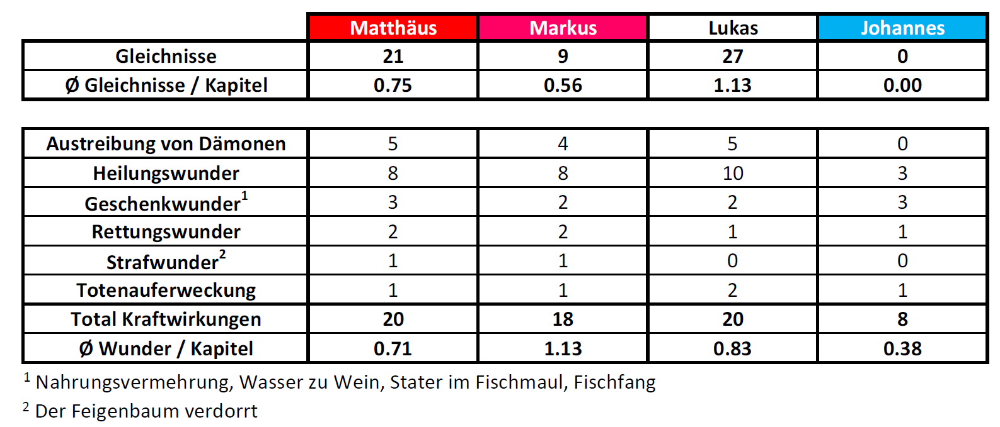 Matthäus Markus Lukas Johannes
Gleichnisse 21 9 27 0
Ø Gleichnisse / Kapitel 0.75 0.56 1.13 0.00
Austreibung von Dämonen 5 4 5 0
Heilungswunder 8 8 10 3
Geschenkwunder¹ 3 2 2 3
Rettungswunder 2 2 1 1
Strafwunder² 1 1 0 0
Totenauferweckung 1 1 2 1
Total Kraftwirkungen 20 18 20 8
Ø Wunder / Kapitel 0.71 1.13 0.83 0.38
¹ Nahrungsvermehrung, Wasser zu Wein, Stater im Fischmaul, Fischfang
² Der Feigenbaum verdorrt